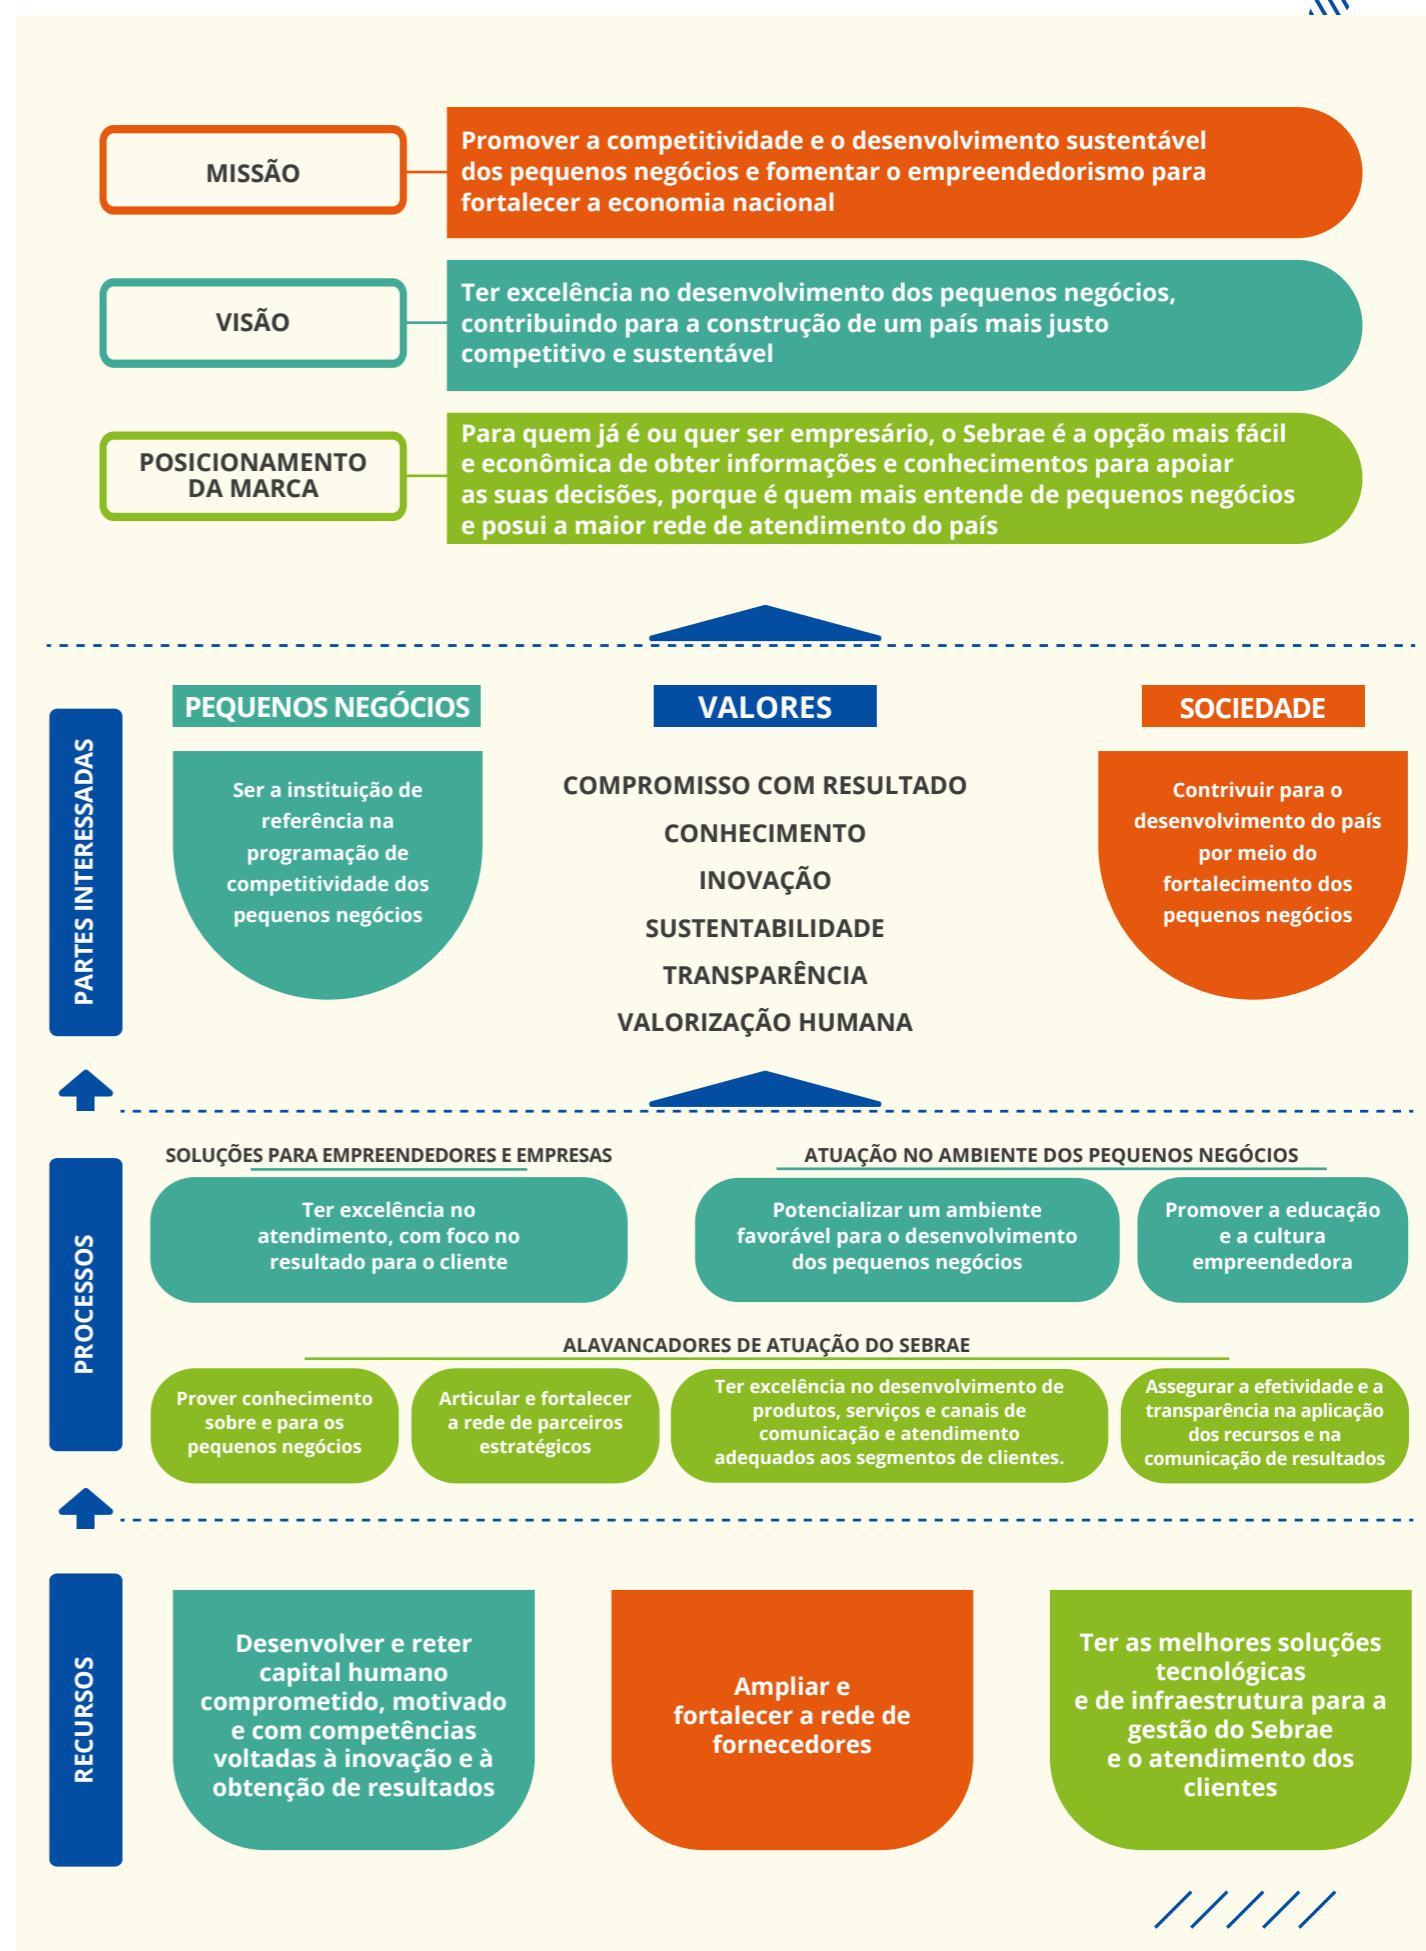 MISSÃO
Promover a competitividade e o desenvolvimento sustentável
dos pequenos negócios e fomentar o empreendedorismo para
fortalecer a economia nacional
VISÃO
Ter excelência no desenvolvimento dos pequenos negócios,
contribuindo para a construção de um país mais justo
competitivo e sustentável
POSICIONAMENTO
DA MARCA
Para quem já é ou quer ser empresário, o Sebrae é a opção mais fácil
e econômica de obter informações e conhecimentos para apoiar
as suas decisões, porque é quem mais entende de pequenos negócios
e posui a maior rede de atendimento do país
PARTES INTERESSADAS
PEQUENOS NEGÓCIOS
Ser a instituição de
referência na
programação de
competitividade dos
pequenos negócios
VALORES
COMPROMISSO COM RESULTADO
CONHECIMENTO
INOVAÇÃO
SUSTENTABILIDADE
TRANSPARÊNCIA
VALORIZAÇÃO HUMANA
SOCIEDADE
Contrivuir para o
desenvolvimento do país
por meio do
fortalecimento dos
pequenos negócios
PROCESSOS
SOLUÇÕES PARA EMPREENDEDORES E EMPRESAS
Ter excelência no
atendimento, com foco no
resultado para o cliente
ATUAÇÃO NO AMBIENTE DOS PEQUENOS NEGÓCIOS
Potencializar um ambiente
favorável para o desenvolvimento
dos pequenos negócios
Promover a educação
e a cultura
empreendedora
ALAVANCADORES DE ATUAÇÃO DO SEBRAE
Prover conhecimento
sobre e para os
pequenos negócios
Articular e fortalecer
a rede de parceiros
estratégicos
Ter excelência no desenvolvimento de
produtos, serviços e canais de
comunicação e atendimento
adequados aos segmentos de clientes.
Assegurar a efetividade e a
transparência na aplicação
dos recursos e na
comunicação de resultados
RECURSOS
Desenvolver e reter
capital humano
comprometido, motivado
e com competências
voltadas à inovação e à
obtenção de resultados
Ampliar e
fortalecer a rede de
fornecedores
Ter as melhores soluções
tecnológicas
e de infraestrutura para a
gestão do Sebrae
e o atendimento dos
clientes